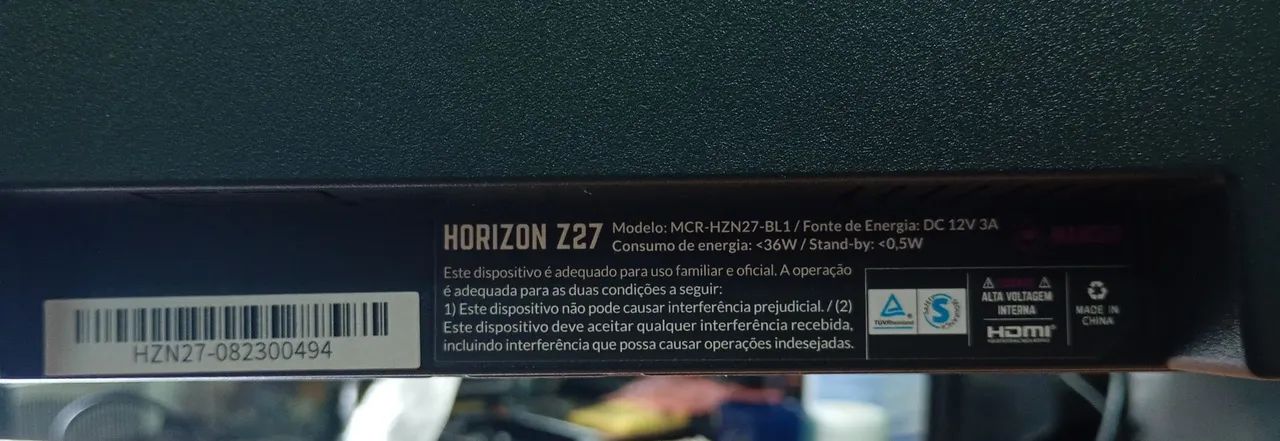 HORIZON Z27
Modelo: MCR-HZN27-BL1 / Fonte de Energia: DC 12V 3A
Consumo de energia: <36W / Stand-by: <0,5W
Este dispositivo é adequado para uso familiar e oficial. A operação
é adequada para as duas condições a seguir:
1) Este dispositivo não pode causar interferência prejudicial. / (2)
Este dispositivo deve aceitar qualquer interferência recebida,
incluindo interferência que possa causar operações indesejadas.
TÜVRheinland
S
ALTA VOLTAGEM
INTERNA
HDMI
MADE IN
CHINA
HZN27-082300494